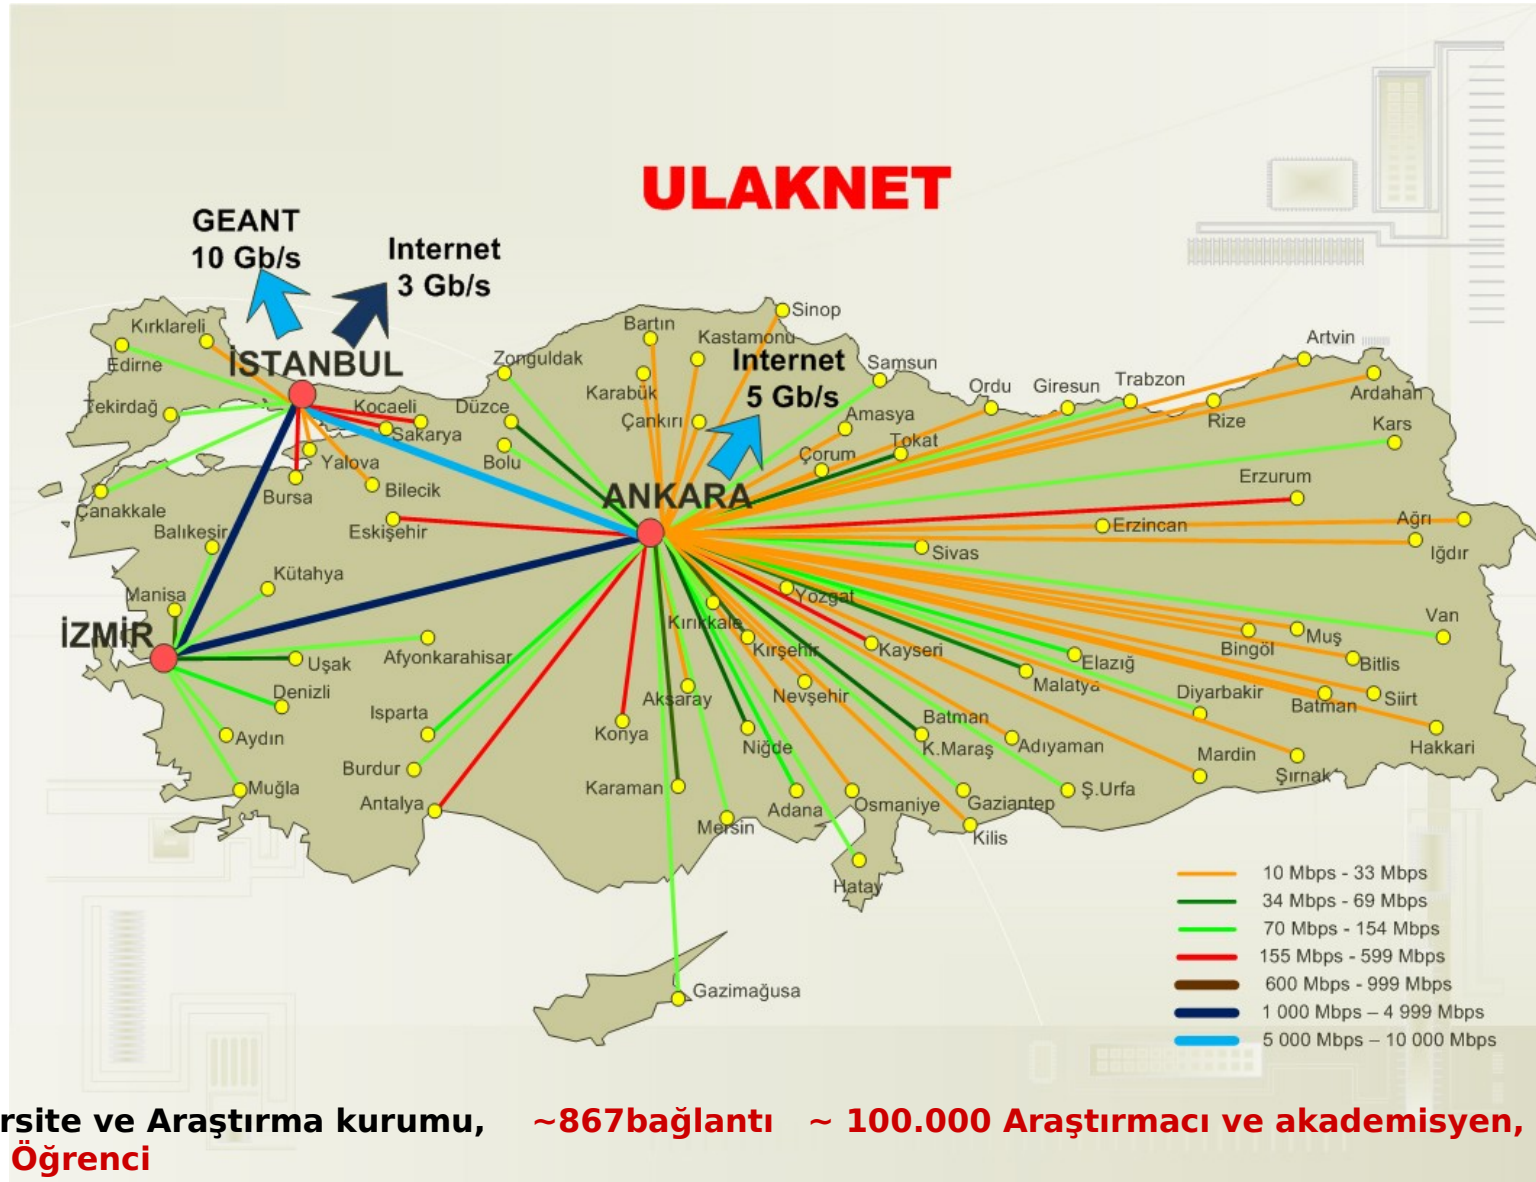 ULAKNET
GEANT
10 Gb/s
Internet
3 Gb/s
Internet
5 Gb/s
Sinop
Bartın
Kastamonu
Kırklareli
Edirne
İSTANBUL
Zonguldak
Karabük
Samsun
Artvin
Ardahan
Ordu
Giresun
Trabzon
Rize
Tekirdağ
Kocaeli
Sakarya
Düzce
Çankırı
Amasya
Tokat
Kars
Yalova
Bolu
Çorum
Bursa
Bilecik
Erzurum
Çanakkale
ANKARA
Eskişehir
Erzincan
Ağrı
Iğdır
Balıkesir
Sivas
Kütahya
Manisa
Yozgat
Van
İZMİR
Kırıkkale
Kırşehir
Kayseri
Bingöl
Muş
Bitlis
Uşak
Afyonkarahisar
Elazığ
Malatya
Denizli
Aksaray
Nevşehir
Diyarbakir
Batman
Siirt
Isparta
Konya
Niğde
Batman
K.Maraş
Adıyaman
Hakkari
Aydın
Burdur
Mardin
Şırnak
Muğla
Antalya
Karaman
Mersin
Adana
Osmaniye
Gaziantep
Ş.Urfa
Kilis
Hatay
Gazimağusa
10 Mbps - 33 Mbps
34 Mbps - 69 Mbps
70 Mbps - 154 Mbps
155 Mbps - 599 Mbps
600 Mbps - 999 Mbps
1 000 Mbps – 4 999 Mbps
5 000 Mbps – 10 000 Mbps
rsite ve Araştırma kurumu, ~867bağlantı ~ 100.000 Araştırmacı ve akademisyen,
Öğrenci